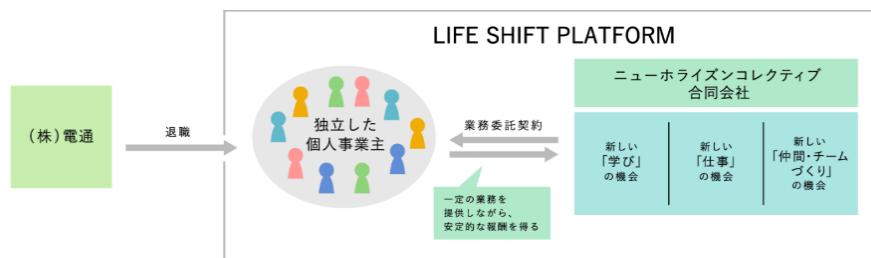 LIFE SHIFT PLATFORM
(株)電通
退職
独立した
個人事業主
業務委託契約
一定の業務を
提供しながら、
安定的な報酬を得る
ニューホライズンコレクティブ
合同会社
新しい
「学び」
の機会
新しい
「仕事」
の機会
新しい
「仲間・チーム
づくり」
の機会